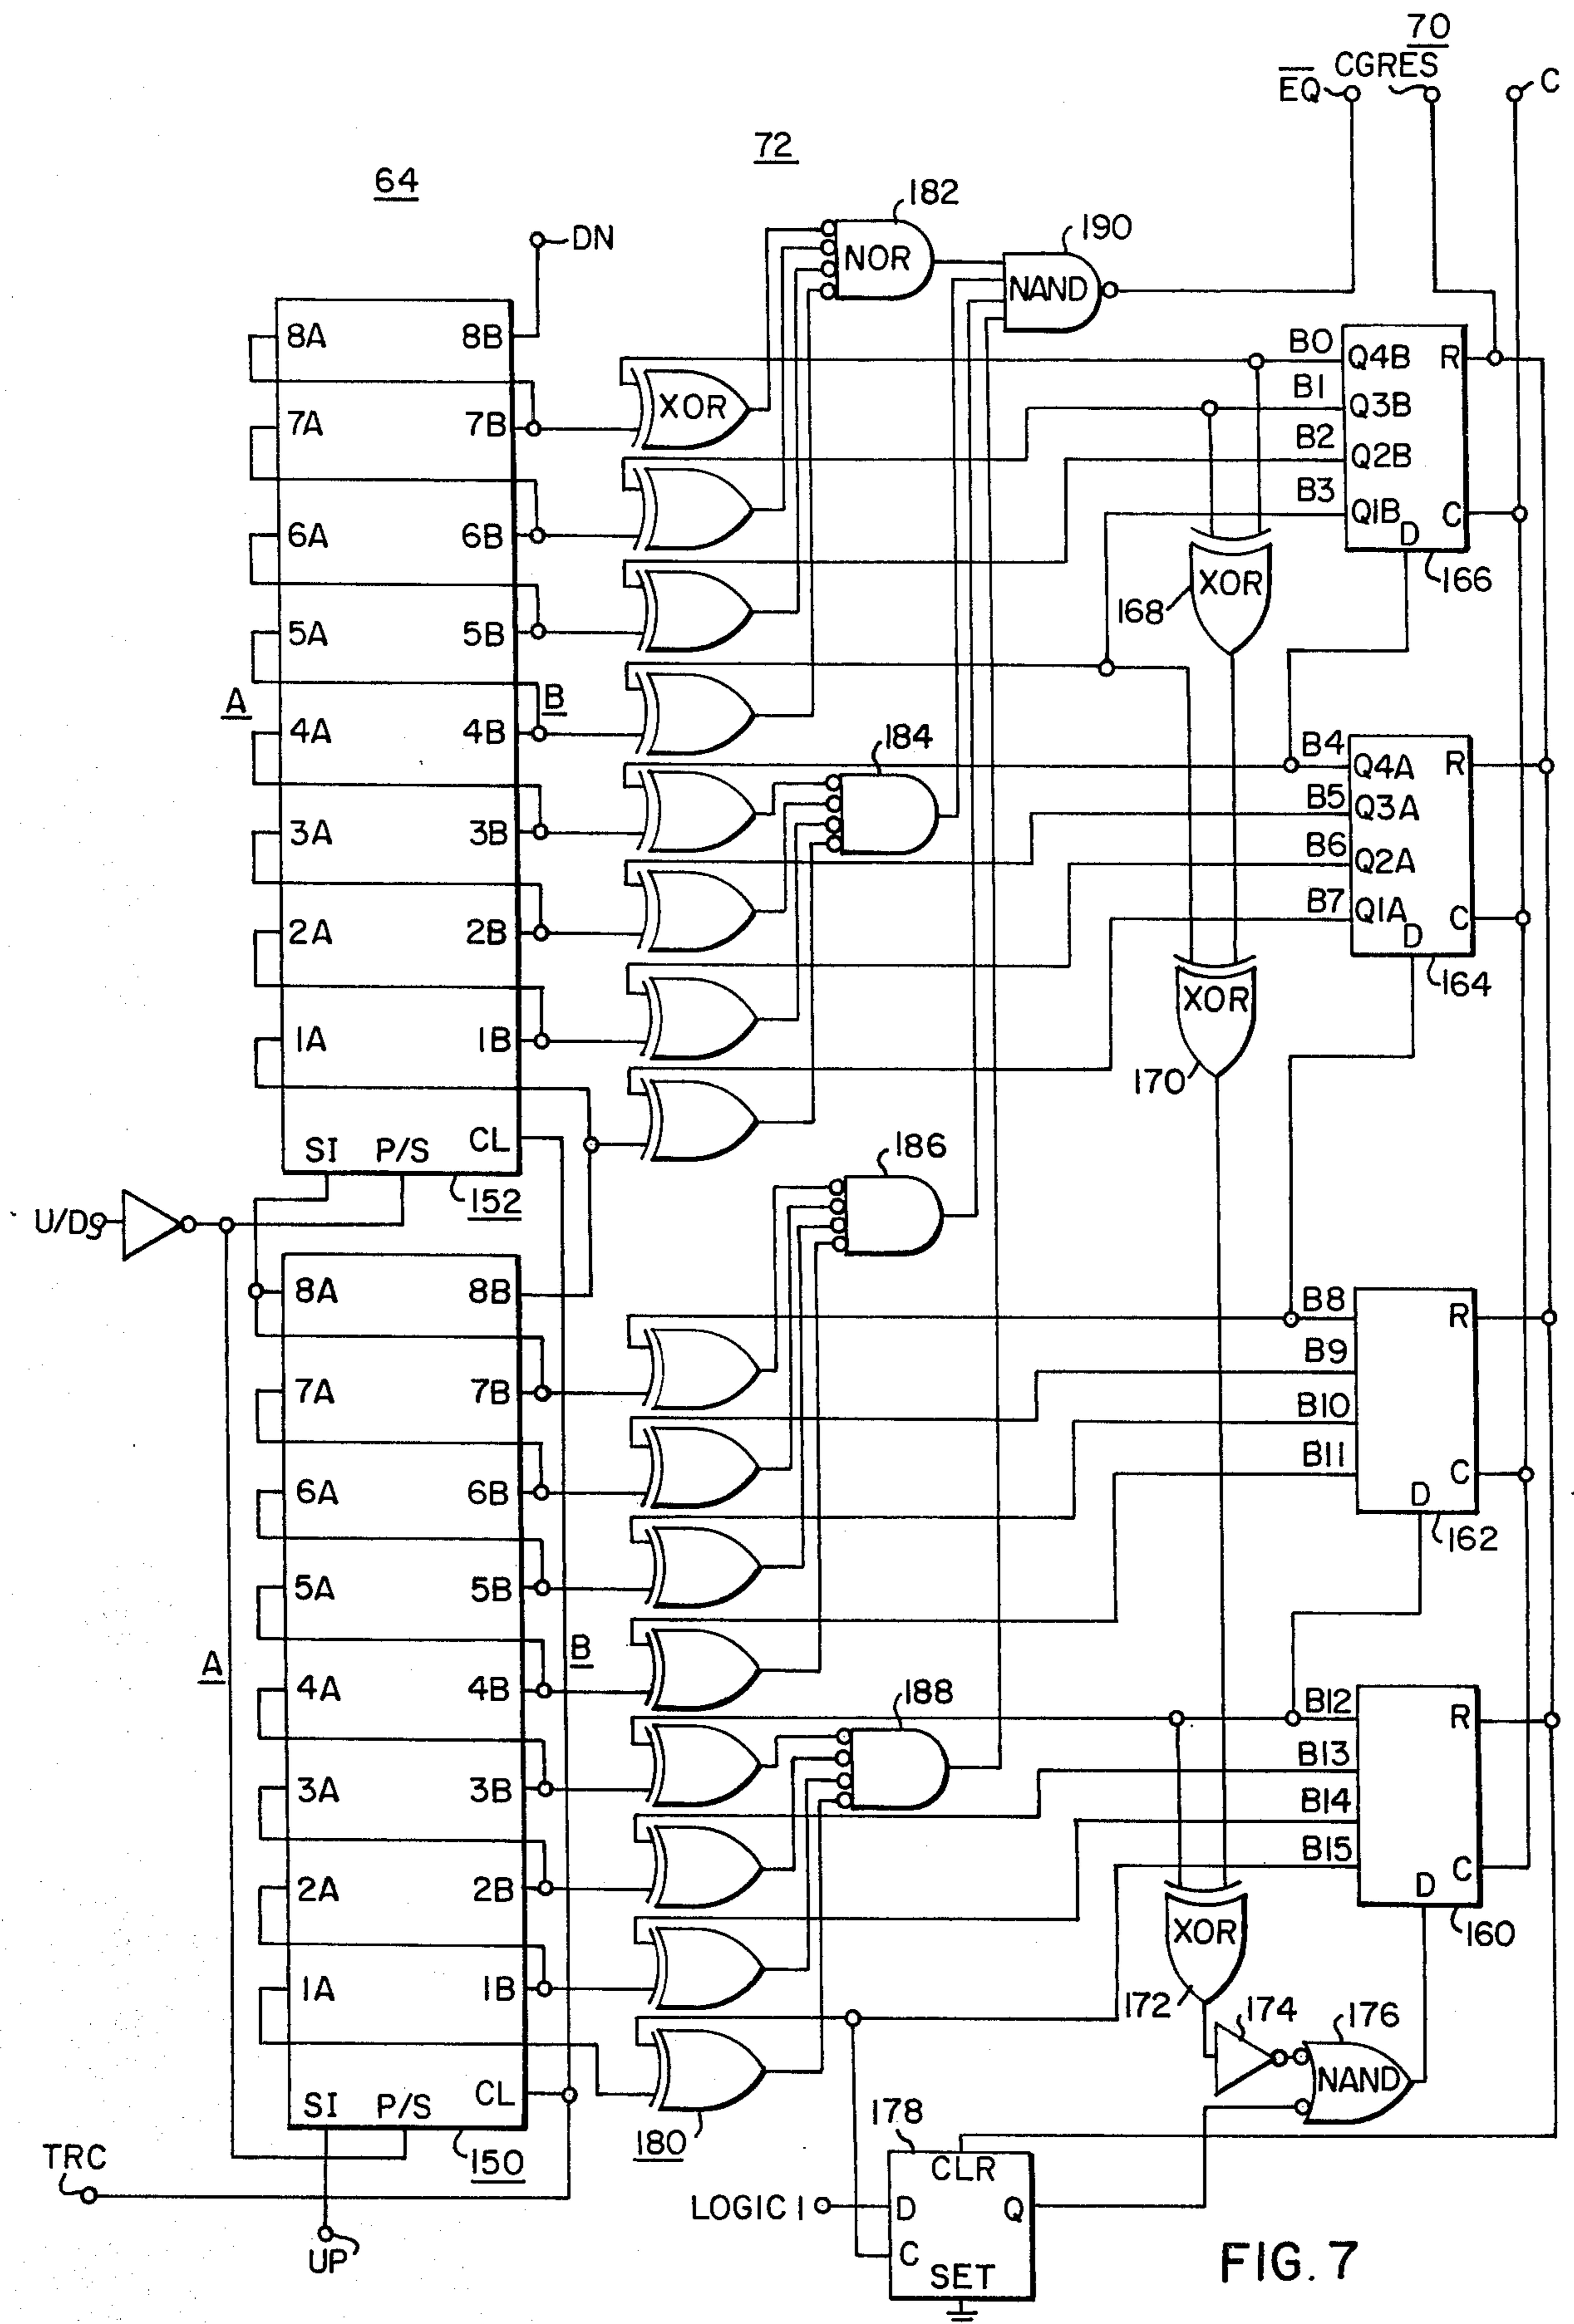 70
EQ CGRES C
72
64
182
DN
190
NOR
NAND
8A 8B
B0 Q4B R
XOR
B1 Q3B
7A 7B
B2 Q2B
B3 Q1B C
D
6A 6B
XOR
166
168
5A 5B
A B
4A 4B
184
B4 Q4A R
B5 Q3A
3A 3B
B6 Q2A
B7 Q1A C
2A 2B
D
164
XOR
1A 1B
170
CL
SI P/S
186
152
U/D9
8A 8B
B8 R
B9
7A 7B
B10
B11 C
6A 6B
D
162
5A 5B
A B
4A 4B
188
B12 R
B13
3A 3B
B14
B15 C
2A 2B
D
160
XOR
1A 1B
172
174
176
NAND
CL
SI P/S
178
180
TRC
150
CLR
LOGIC 1 D Q
C
UP
SET
FIG. 7